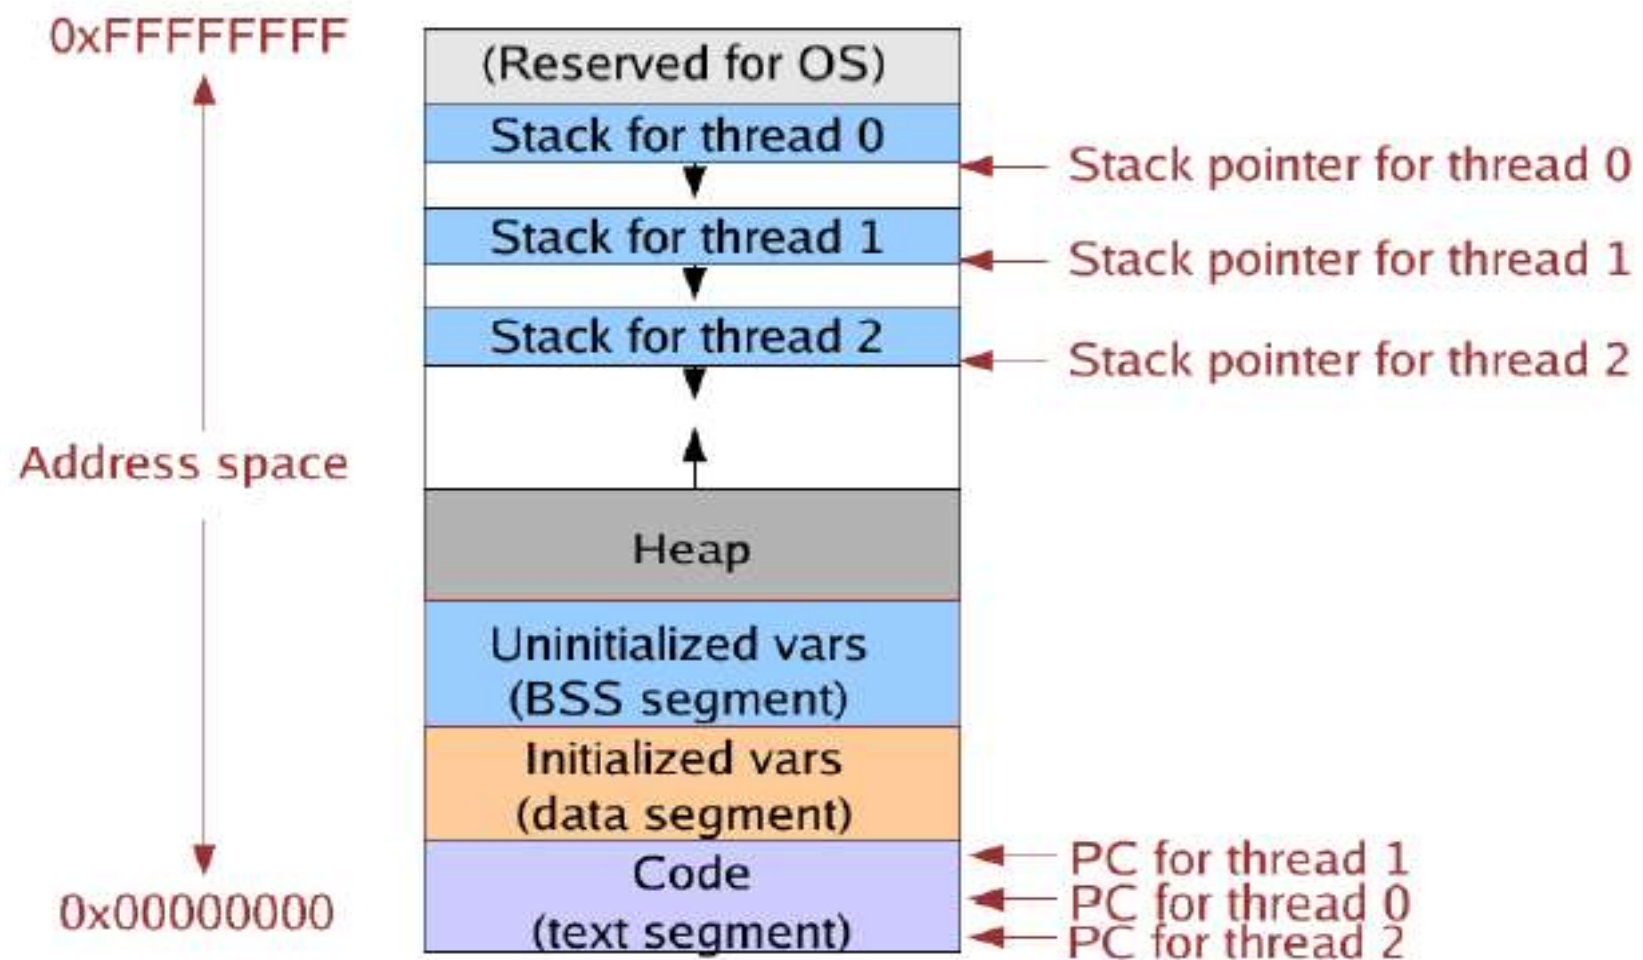 0xFFFFFFFF
(Reserved for OS)
Stack for thread 0
Stack pointer for thread 0
Stack for thread 1
Stack pointer for thread 1
Stack for thread 2
Stack pointer for thread 2
Address space
Heap
Uninitialized vars
(BSS segment)
Initialized vars
(data segment)
Code
(text segment)
PC for thread 1
PC for thread 0
PC for thread 2
0x00000000